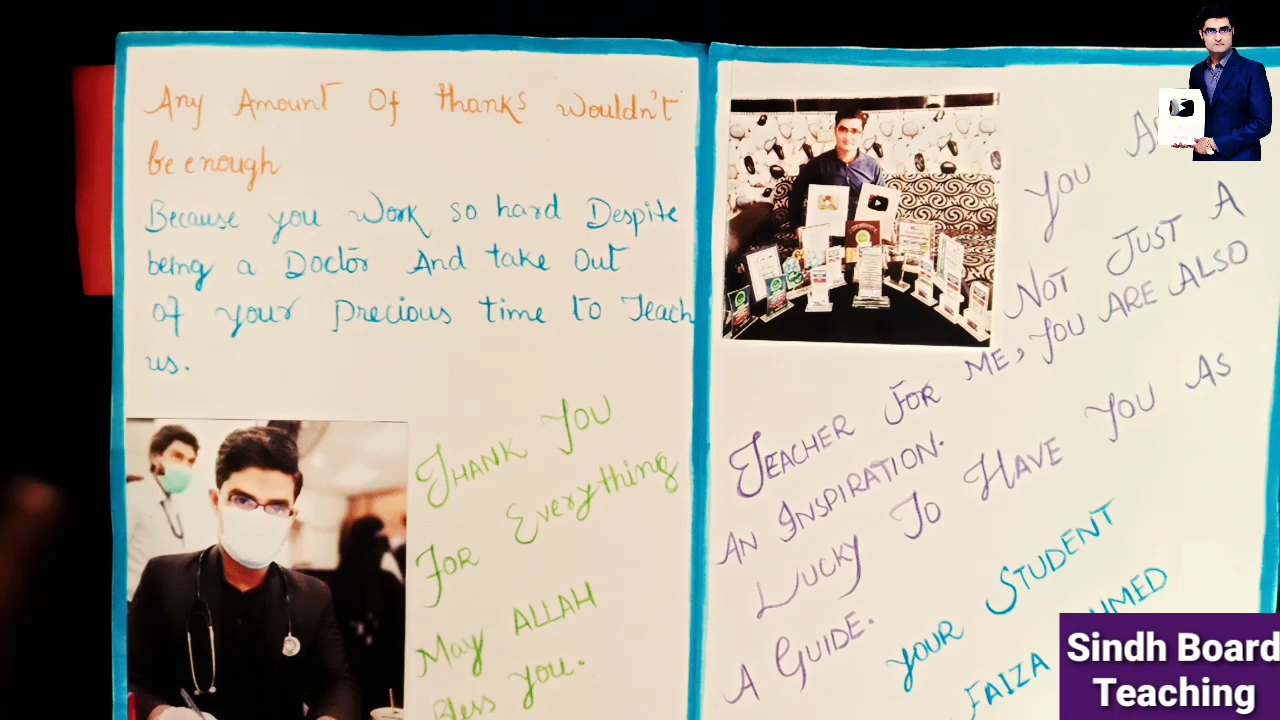 Any Amount Of thanks wouldn't
be enough
Because you Work so hard Despite
being a Doctor And take Out
of your precious time to Teach
us.
THANK YOU
FOR Everything
May ALLAH
Bless you.
YOU
NOT JUST A
TEACHER FOR ME, YOU ARE ALSO
AN INSPIRATION.
LUCKY TO HAVE YOU AS
A GUIDE.
YOUR STUDENT
FAIZA
Sindh Board
Teaching